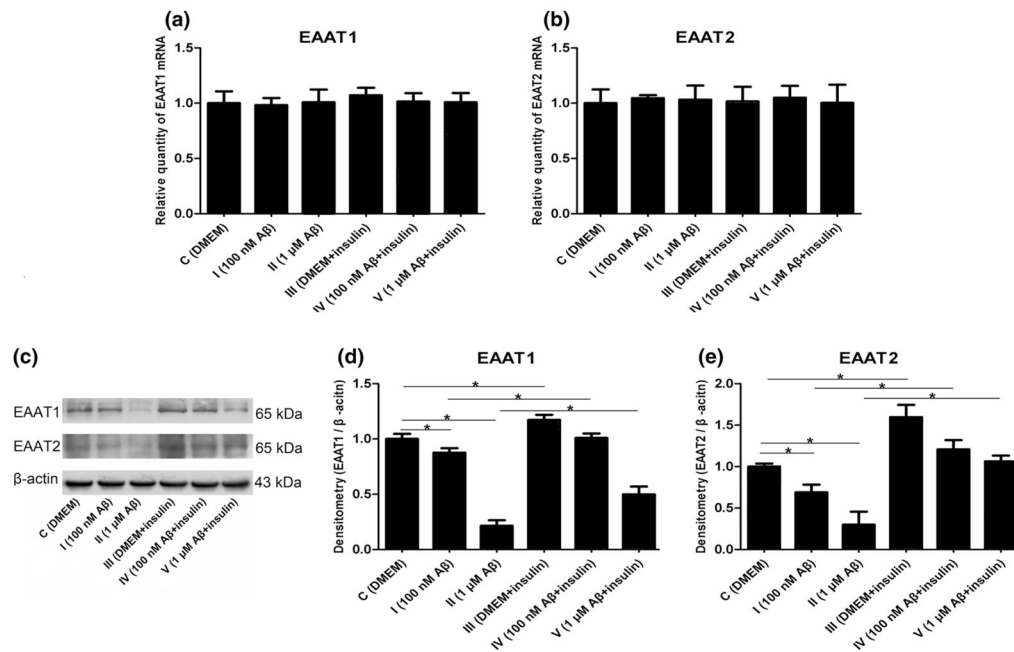 (a)
EAAT1
Relative quantity of EAAT1 mRNA
1.5
1.0
0.5
0.0
C (DMEM)
I (100 nM Aβ)
II (1 µM Aβ)
III (DMEM+insulin)
IV (100 nM Aβ+insulin)
V (1 µM Aβ+insulin)
(b)
EAAT2
Relative quantity of EAAT2 mRNA
1.5
1.0
0.5
0.0
C (DMEM)
I (100 nM Aβ)
II (1 µM Aβ)
III (DMEM+insulin)
IV (100 nM Aβ+insulin)
V (1 µM Aβ+insulin)
(c)
EAAT1 65 kDa
EAAT2 65 kDa
β-actin 43 kDa
C (DMEM)
I (100 nM Aβ)
II (1 µM Aβ)
III (DMEM+insulin)
IV (100 nM Aβ+insulin)
V (1 µM Aβ+insulin)
(d)
EAAT1
Densitometry (EAAT1 / β -acitn)
1.5
1.0
0.5
0.0
*
*
*
*
*
C (DMEM)
I (100 nM Aβ)
II (1 µM Aβ)
III (DMEM+insulin)
IV (100 nM Aβ+insulin)
V (1 µM Aβ+insulin)
(e)
EAAT2
Densitometry (EAAT2 / β -acitn)
2.0
1.5
1.0
0.5
0.0
*
*
*
*
*
C (DMEM)
I (100 nM Aβ)
II (1 µM Aβ)
III (DMEM+insulin)
IV (100 nM Aβ+insulin)
V (1 µM Aβ+insulin)